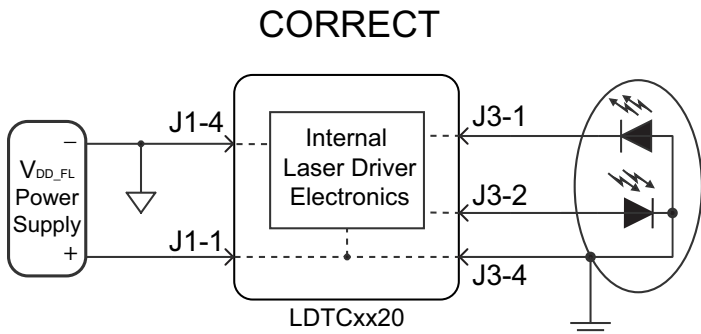 CORRECT
J1-4
J3-1
−
VDD_FL
Power
Supply
+
Internal
Laser Driver
Electronics
J3-2
J1-1
J3-4
LDTCxx20